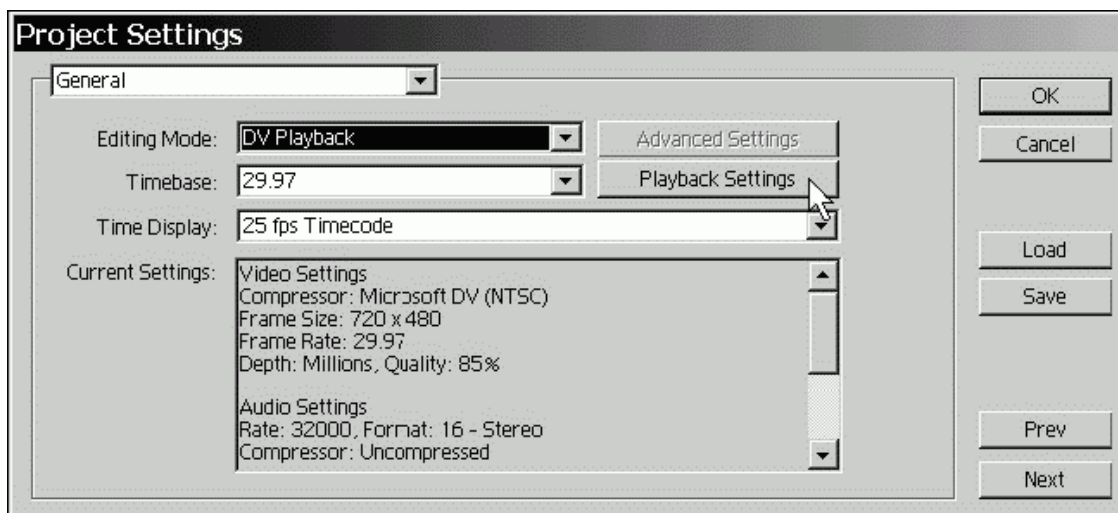 Project Settings
General
OK
Editing Mode: DV Playback Advanced Settings
Cancel
Timebase: 29.97 Playback Settings
Time Display: 25 fps Timecode
Load
Current Settings: Video Settings
Compressor: Microsoft DV (NTSC)
Save
Frame Size: 720 x 480
Frame Rate: 29.97
Depth: Millions, Quality: 85%
Audio Settings
Rate: 32000, Format: 16 - Stereo
Prev
Compressor: Uncompressed
Next